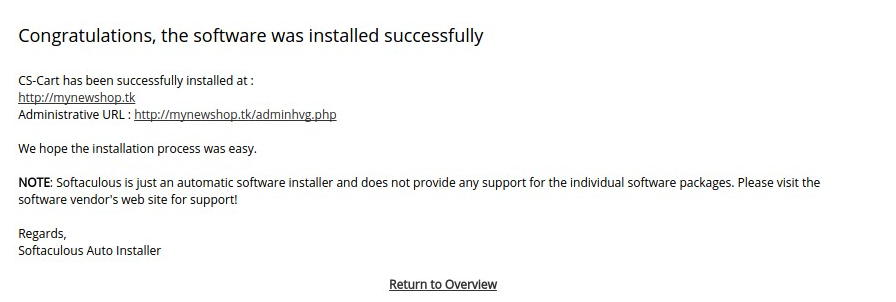 Congratulations, the software was installed successfully
CS-Cart has been successfully installed at :
http://mynewshop.tk
Administrative URL : http://mynewshop.tk/adminhvg.php
We hope the installation process was easy.
NOTE: Softaculous is just an automatic software installer and does not provide any support for the individual software packages. Please visit the
software vendor's web site for support!
Regards,
Softaculous Auto Installer
Return to Overview